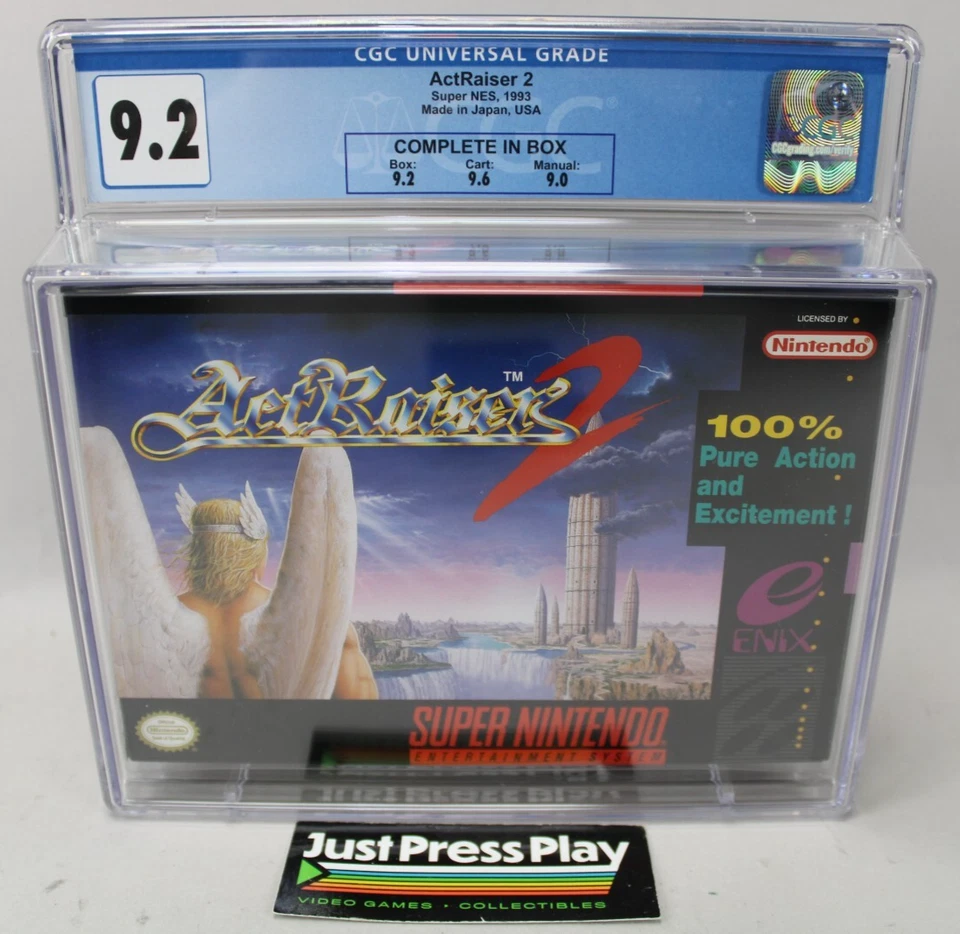 CGC UNIVERSAL GRADE
9.2
ActRaiser 2
Super NES, 1993
Made in Japan, USA
COMPLETE IN BOX
Box: Cart: Manual:
9.2 9.6 9.0
CGC
CGCgrading.com/verify
LICENSED BY
Nintendo®
ActRaiser 2 ™
100%
Pure Action
and
Excitement !
ENIX
Nintendo
SUPER NINTENDO
ENTERTAINMENT SYSTEM
Just Press Play
VIDEO GAMES • COLLECTIBLES